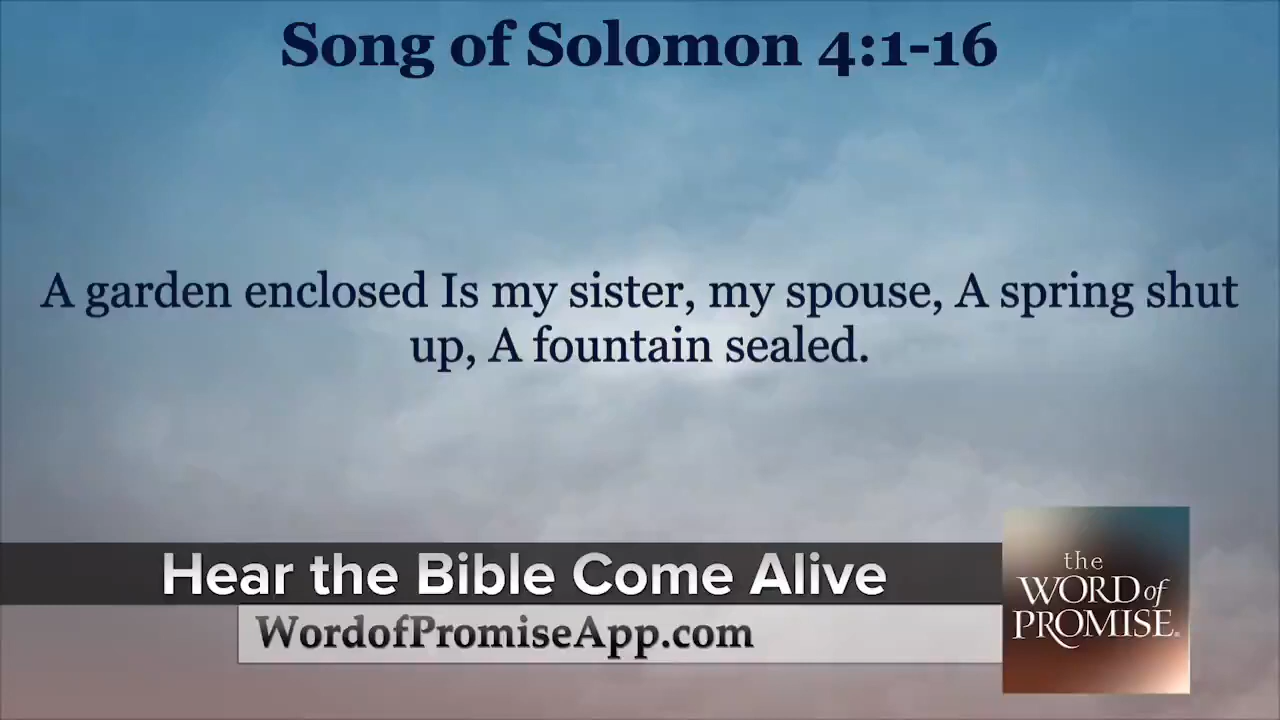 Song of Solomon 4:1-16
A garden enclosed Is my sister, my spouse, A spring shut
up, A fountain sealed.
Hear the Bible Come Alive
WordofPromiseApp.com
the
WORD of
PROMISE®